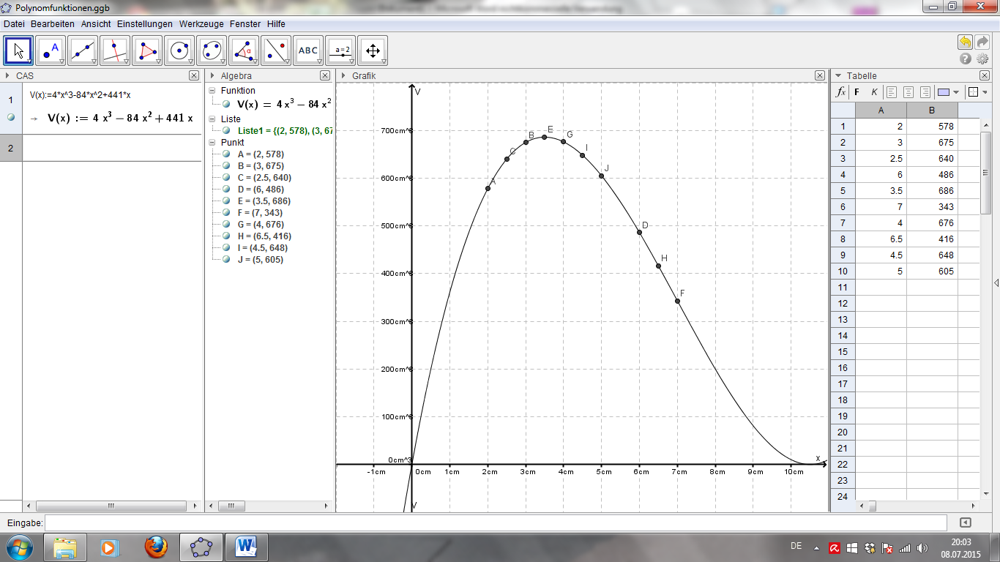 Polynomfunktionen.ggb
Datei Bearbeiten Ansicht Einstellungen Werkzeuge Fenster Hilfe
A ABC a=2 α
CAS
1
V(x):=4*x^3-84*x^2+441*x
→ V(x) := 4 x³ − 84 x² + 441 x
2
Algebra
Funktion
V(x) = 4 x³ − 84 x²
Liste
Liste1 = {(2, 578), (3, 67
Punkt
A = (2, 578)
B = (3, 675)
C = (2.5, 640)
D = (6, 486)
E = (3.5, 686)
F = (7, 343)
G = (4, 676)
H = (6.5, 416)
I = (4.5, 648)
J = (5, 605)
Grafik
V
700cm^3
600cm^3
500cm^3
400cm^3
300cm^3
200cm^3
100cm^3
0cm^3
A
C
B
E
G
I
J
D
H
F
x
-1cm 0cm 1cm 2cm 3cm 4cm 5cm 6cm 7cm 8cm 9cm 10cm
V
Tabelle
fx F K
A B
1 2 578
2 3 675
3 2.5 640
4 6 486
5 3.5 686
6 7 343
7 4 676
8 6.5 416
9 4.5 648
10 5 605
11
12
13
14
15
16
17
18
19
20
21
22
23
24
Eingabe:
DE
20:03
08.07.2015